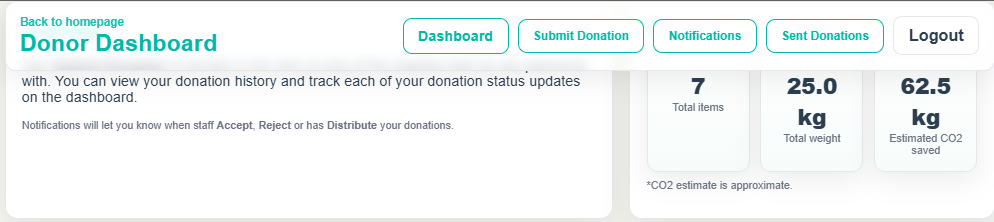 Back to homepage
Donor Dashboard
Dashboard
Submit Donation
Notifications
Sent Donations
Logout
with. You can view your donation history and track each of your donation status updates
on the dashboard.
Notifications will let you know when staff Accept, Reject or has Distribute your donations.
7
Total items
25.0
kg
Total weight
62.5
kg
Estimated CO2
saved
*CO2 estimate is approximate.